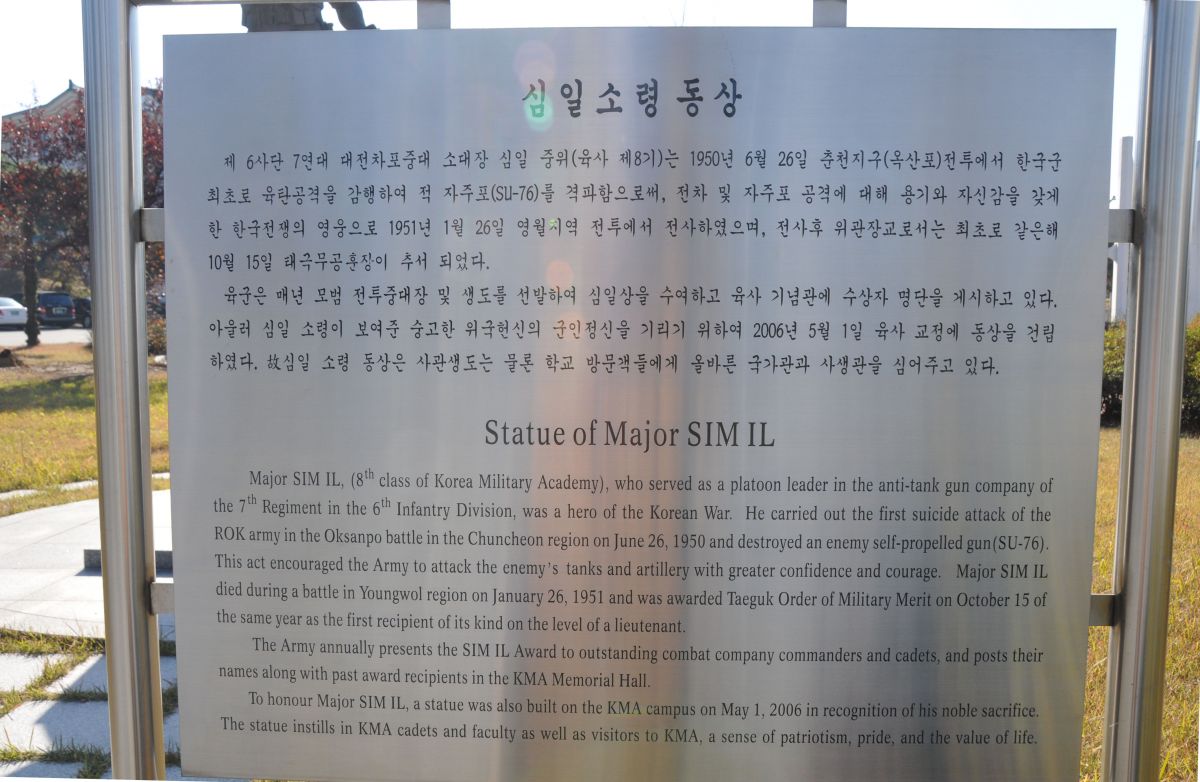 심일소령동상
제 6사단 7연대 대전차포중대 소대장 심일 중위(육사 제8기)는 1950년 6월 26일 춘천지구(옥산포)전투에서 한국군
최초로 육탄공격을 감행하여 적 자주포(SU-76)를 격파함으로써, 전차 및 자주포 공격에 대해 용기와 자신감을 갖게
한 한국전쟁의 영웅으로 1951년 1월 26일 영월지역 전투에서 전사하였으며, 전사후 위관장교로서는 최초로 같은해
10월 15일 태극무공훈장이 추서 되었다.
육군은 매년 모범 전투중대장 및 생도를 선발하여 심일상을 수여하고 육사 기념관에 수상자 명단을 게시하고 있다.
아울러 심일 소령이 보여준 숭고한 위국헌신의 군인정신을 기리기 위하여 2006년 5월 1일 육사 교정에 동상을 건립
하였다. 故심일 소령 동상은 사관생도는 물론 학교 방문객들에게 올바른 국가관과 사생관을 심어주고 있다.
Statue of Major SIM IL
Major SIM IL, (8th class of Korea Military Academy), who served as a platoon leader in the anti-tank gun company of
the 7th Regiment in the 6th Infantry Division, was a hero of the Korean War. He carried out the first suicide attack of the
ROK army in the Oksanpo battle in the Chuncheon region on June 26, 1950 and destroyed an enemy self-propelled gun(SU-76).
This act encouraged the Army to attack the enemy's tanks and artillery with greater confidence and courage. Major SIM IL
died during a battle in Youngwol region on January 26, 1951 and was awarded Taeguk Order of Military Merit on October 15 of
the same year as the first recipient of its kind on the level of a lieutenant.
The Army annually presents the SIM IL Award to outstanding combat company commanders and cadets, and posts their
names along with past award recipients in the KMA Memorial Hall.
To honour Major SIM IL, a statue was also built on the KMA campus on May 1, 2006 in recognition of his noble sacrifice.
The statue instills in KMA cadets and faculty as well as visitors to KMA, a sense of patriotism, pride, and the value of life.